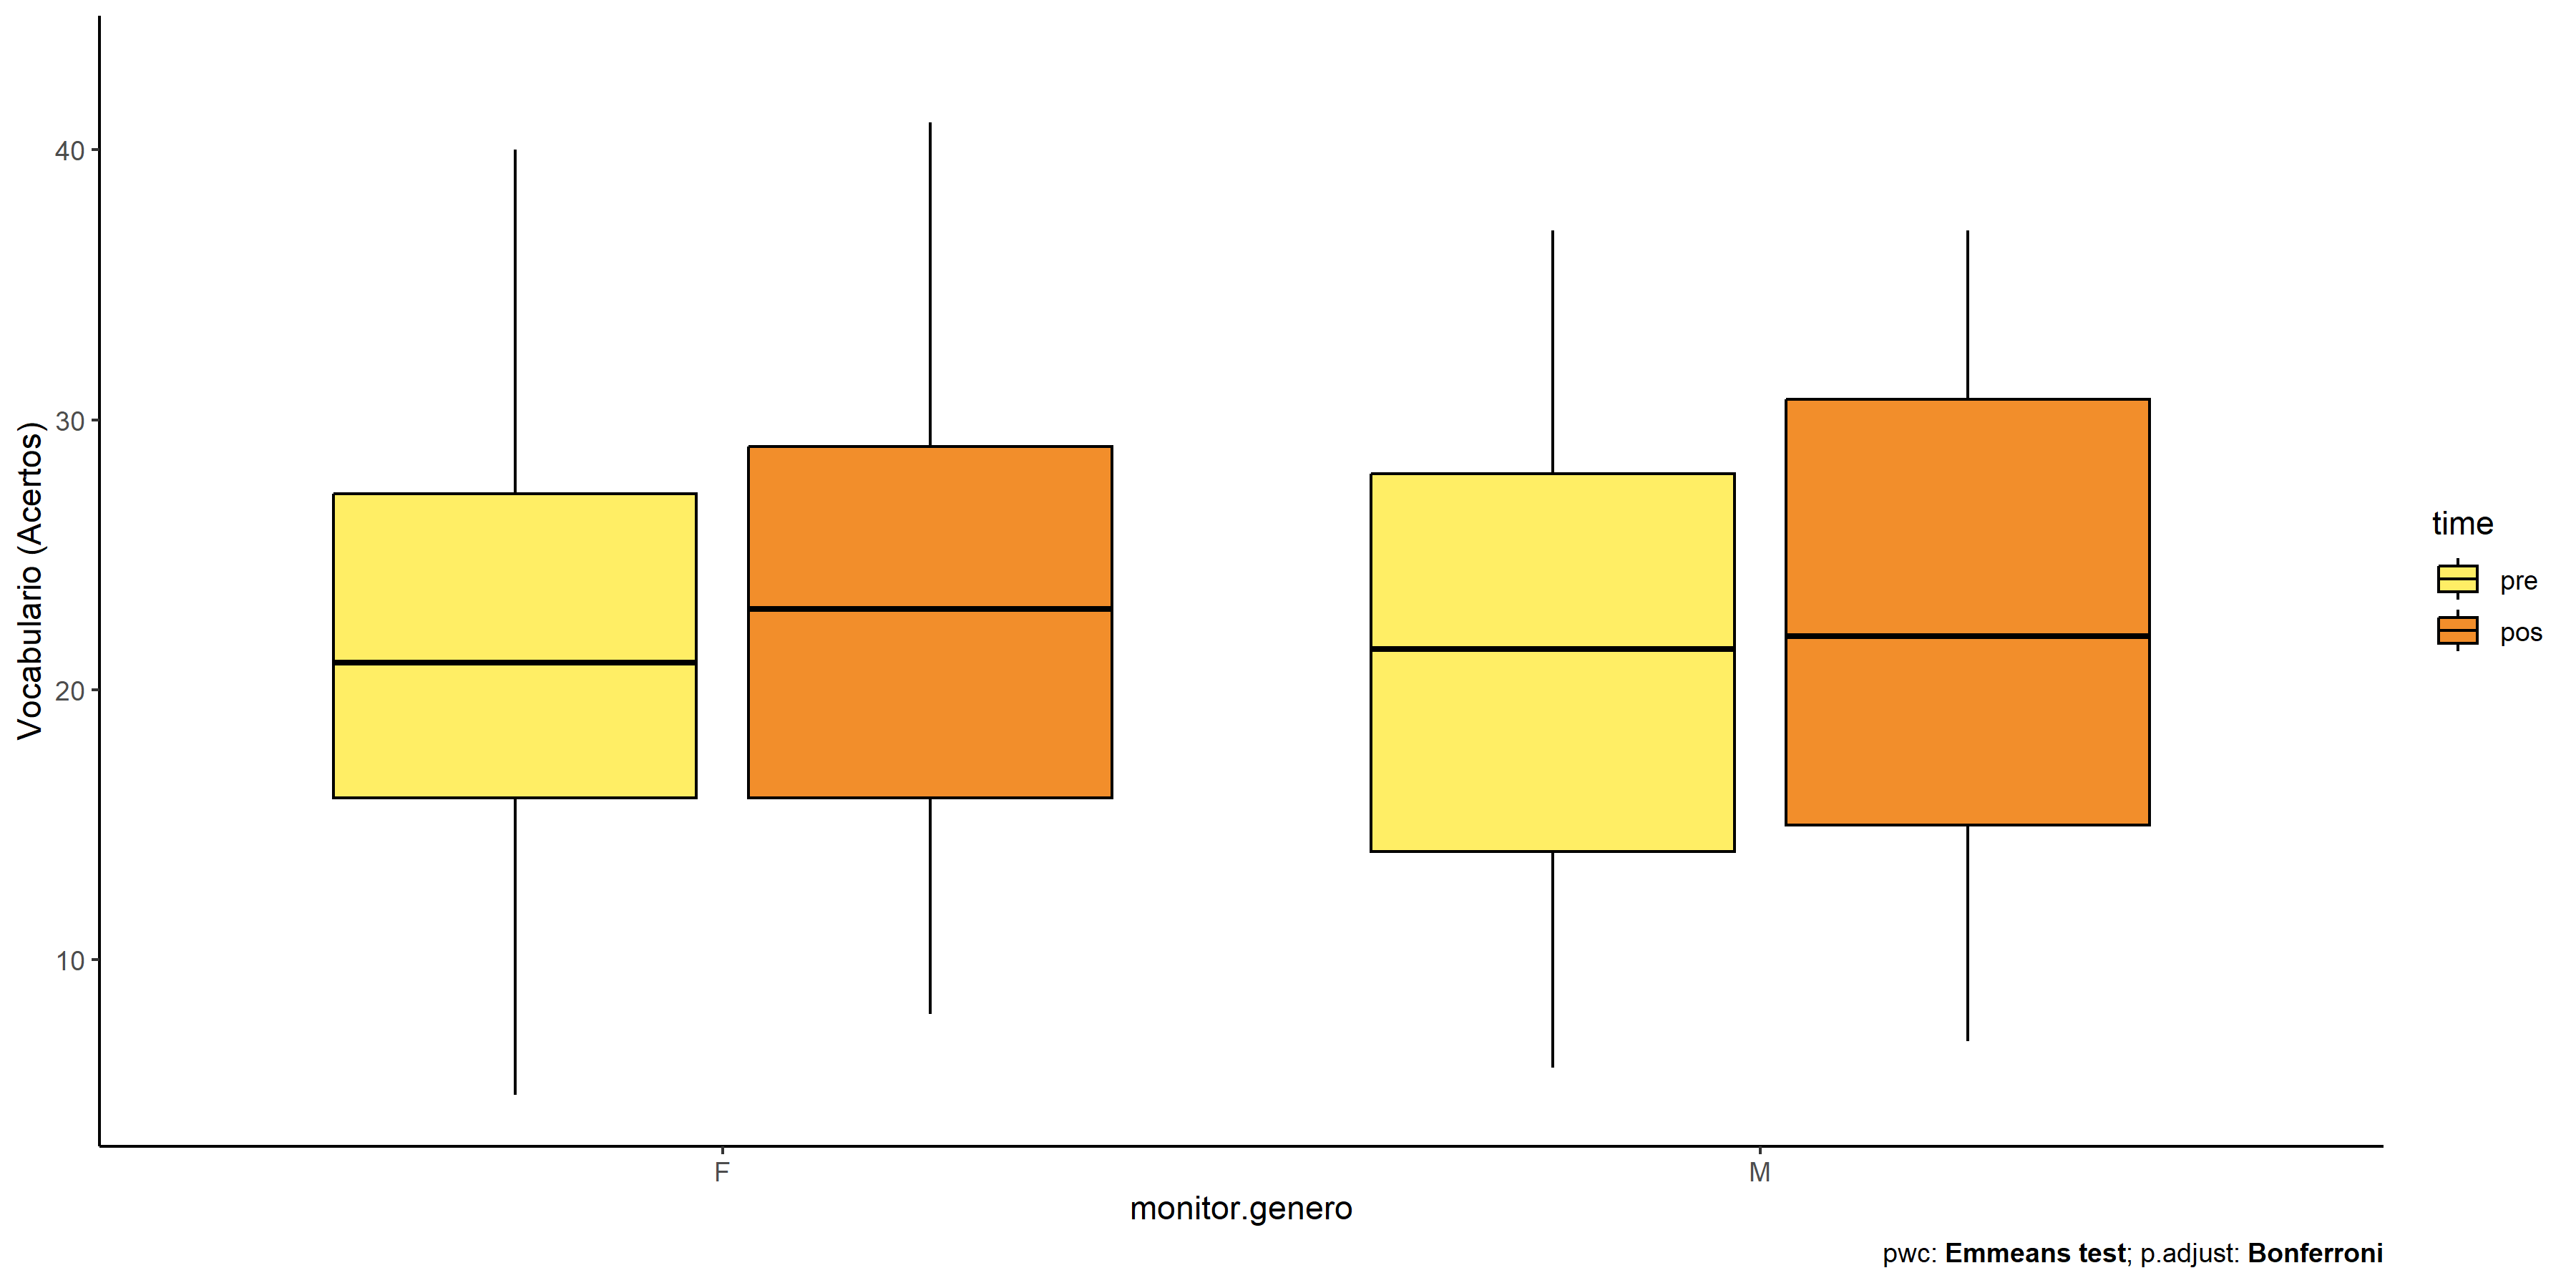 Vocabulario (Acertos)
40
30
20
10
F
M
monitor.genero
time
pre
pos
pwc: Emmeans test; p.adjust: Bonferroni